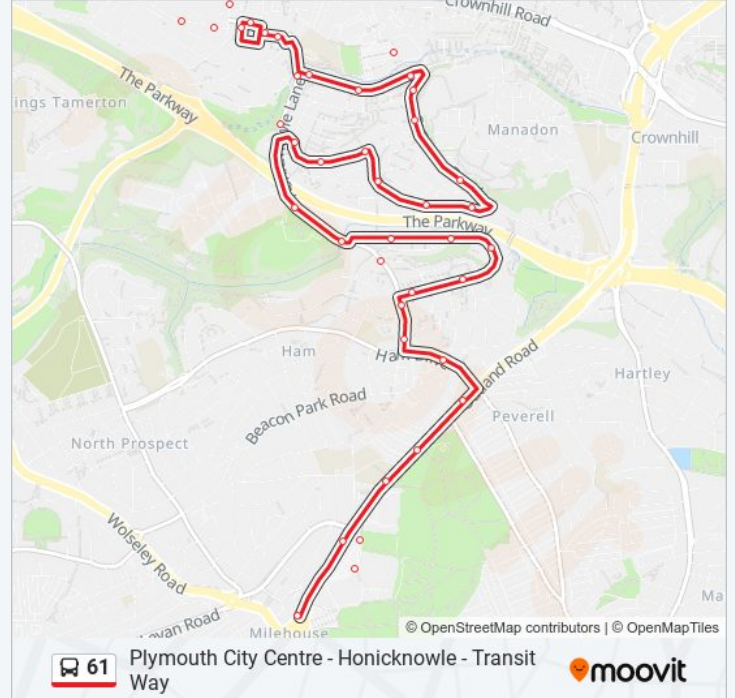 Crownhill Road
The Parkway
ings Tamerton
Manadon
Crownhill
The Parkway
Ham
Hartley
Beacon Park Road
Peverell
North Prospect
Wolseley Road
Ma
Milehouse
© OpenStreetMap contributors | © OpenMapTiles
61
Plymouth City Centre - Honicknowle - Transit
Way
moovit